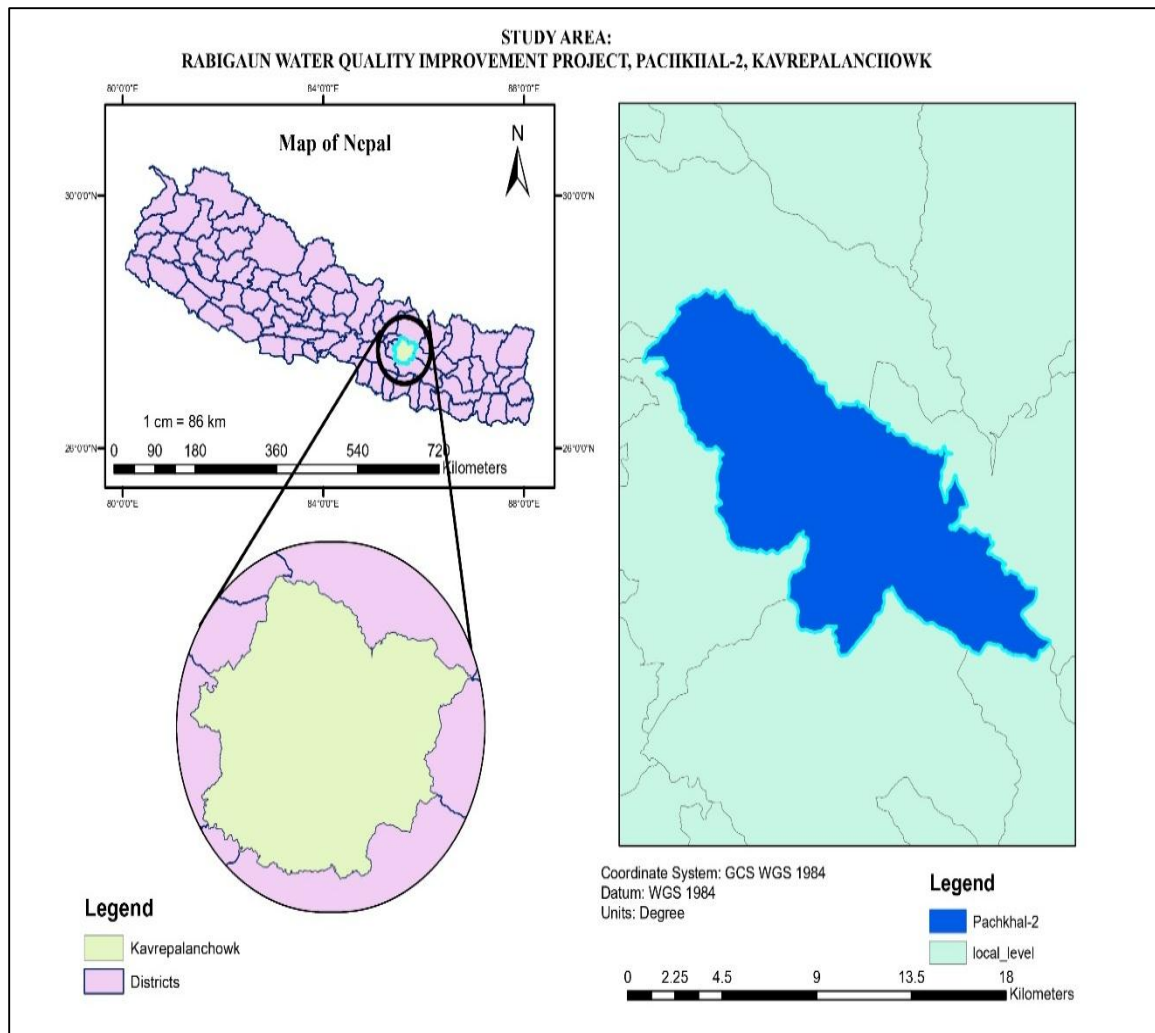 STUDY AREA:
RABIGAUN WATER QUALITY IMPROVEMENT PROJECT, PACHKHAL-2, KAVREPALANCHOWK
80°0'0"E 84°0'0"E 88°0'0"E
Map of Nepal
N
30°0'0"N 30°0'0"N
1 cm = 86 km
0 90 180 360 540 720
Kilometers
26°0'0"N 26°0'0"N
80°0'0"E 84°0'0"E 88°0'0"E
Legend
Kavrepalanchowk
Districts
Coordinate System: GCS WGS 1984
Datum: WGS 1984
Units: Degree
Legend
Pachkhal-2
local_level
0 2.25 4.5 9 13.5 18
Kilometers